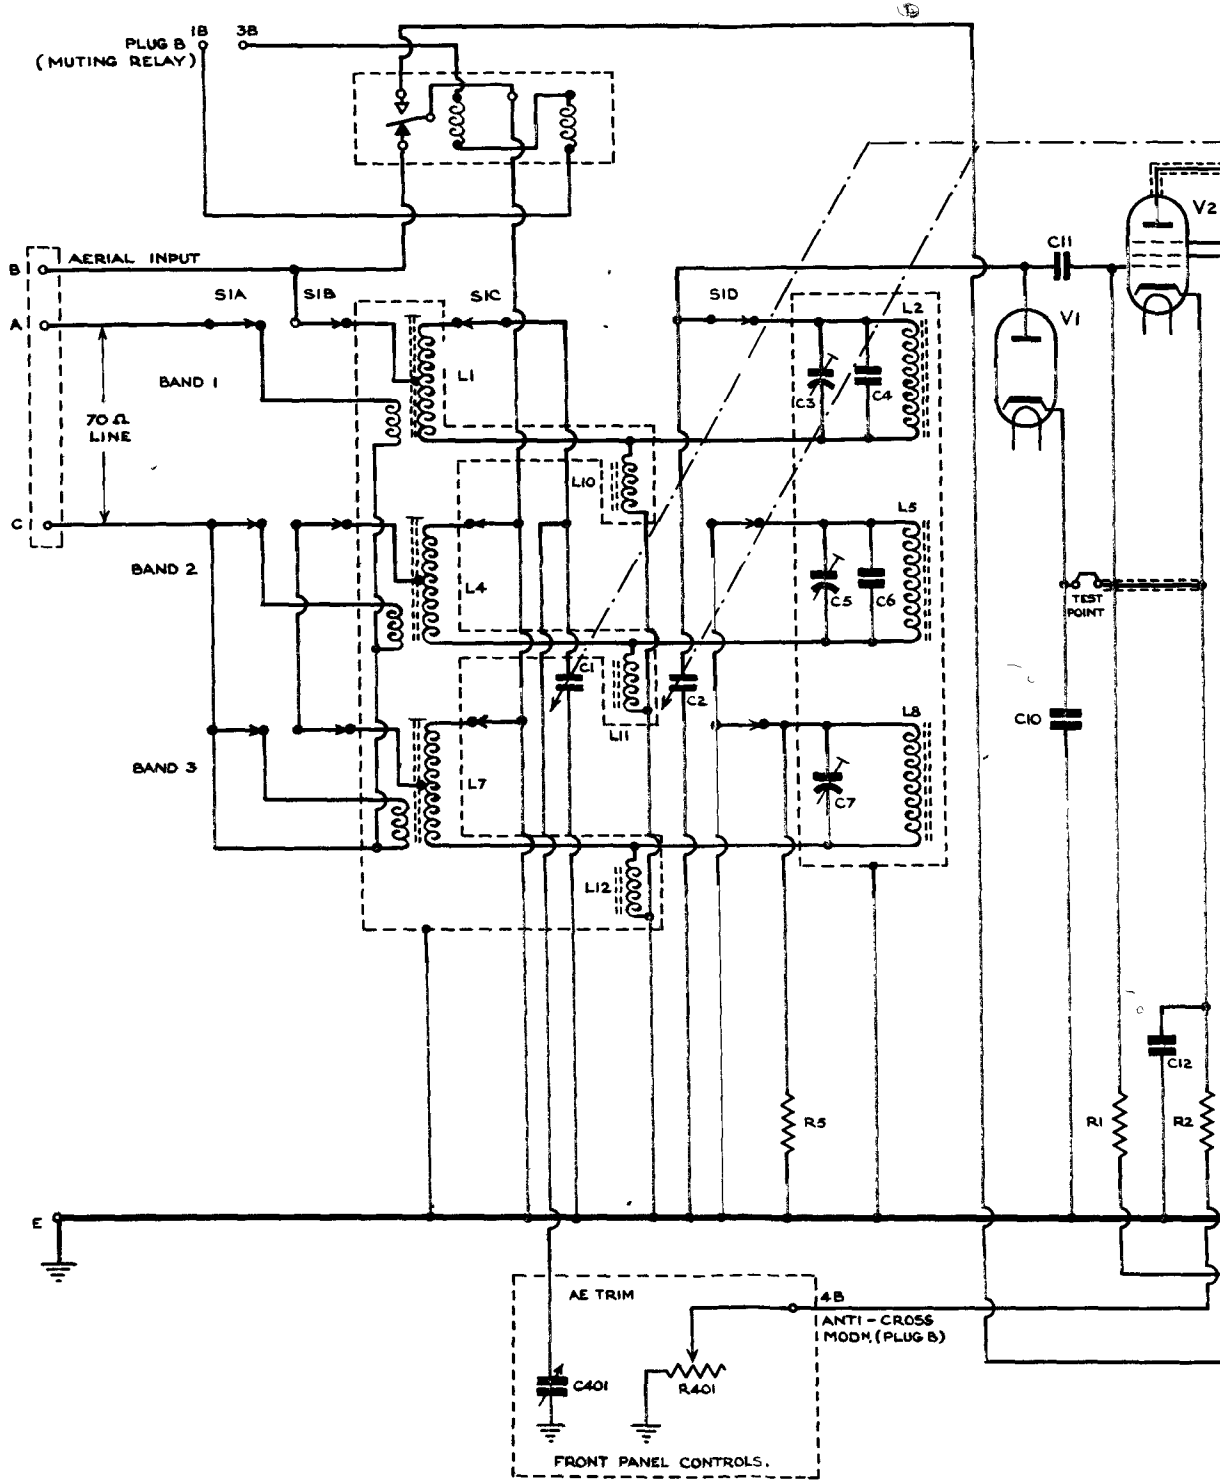 1B 3B
PLUG B
(MUTING RELAY)
V2
C11
B AERIAL INPUT
S1A S1B S1C S1D
L2
A
V1
L1
BAND 1
C3 C4
70Ω
LINE
L10
L5
C
BAND 2
L4
C5 C6
TEST
POINT
C1
C2
L8
L11
C10
BAND 3
L7
C7
L12
C12
R5
R1
R2
E
AE TRIM
4B
ANTI-CROSS
MODN. (PLUG B)
C401
R401
FRONT PANEL CONTROLS.